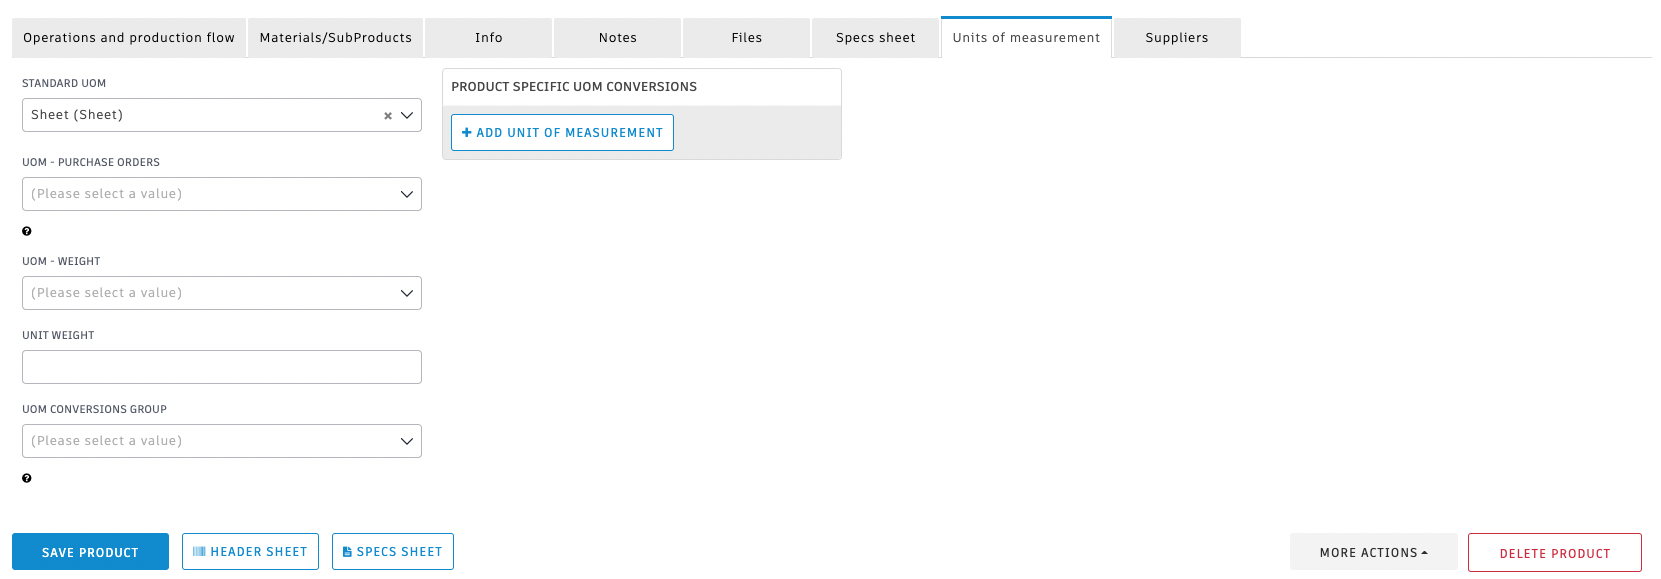 Operations and production flow
Materials/SubProducts
Info
Notes
Files
Specs sheet
Units of measurement
Suppliers
STANDARD UOM
Sheet (Sheet)
UOM - PURCHASE ORDERS
(Please select a value)
UOM - WEIGHT
(Please select a value)
UNIT WEIGHT
UOM CONVERSIONS GROUP
(Please select a value)
PRODUCT SPECIFIC UOM CONVERSIONS
ADD UNIT OF MEASUREMENT
SAVE PRODUCT
HEADER SHEET
SPECS SHEET
MORE ACTIONS
DELETE PRODUCT